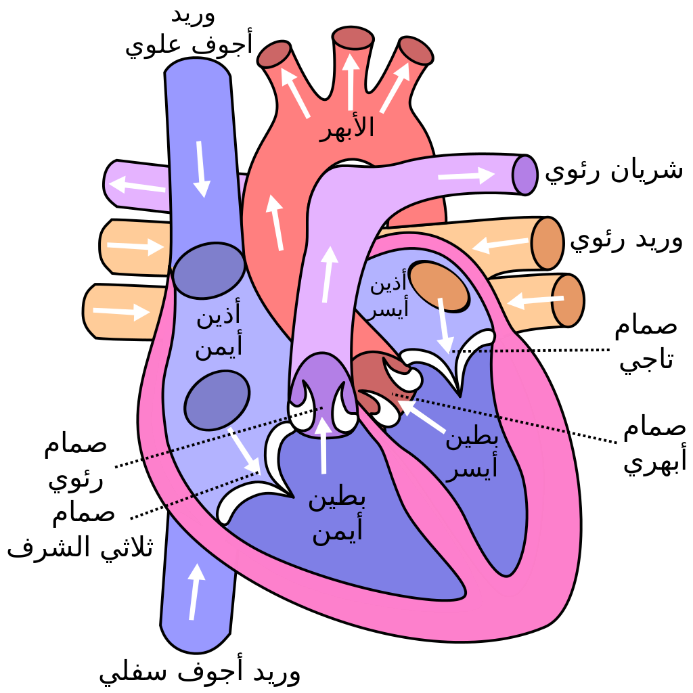 وريد
أجوف علوي
الأبهر
شريان رئوي
وريد رئوي
أذين
أيسر
أذين
أيمن
صمام
تاجي
صمام
أبهري
بطين
أيسر
صمام
رئوي
بطين
أيمن
صمام
ثلاثي الشرف
وريد أجوف سفلي